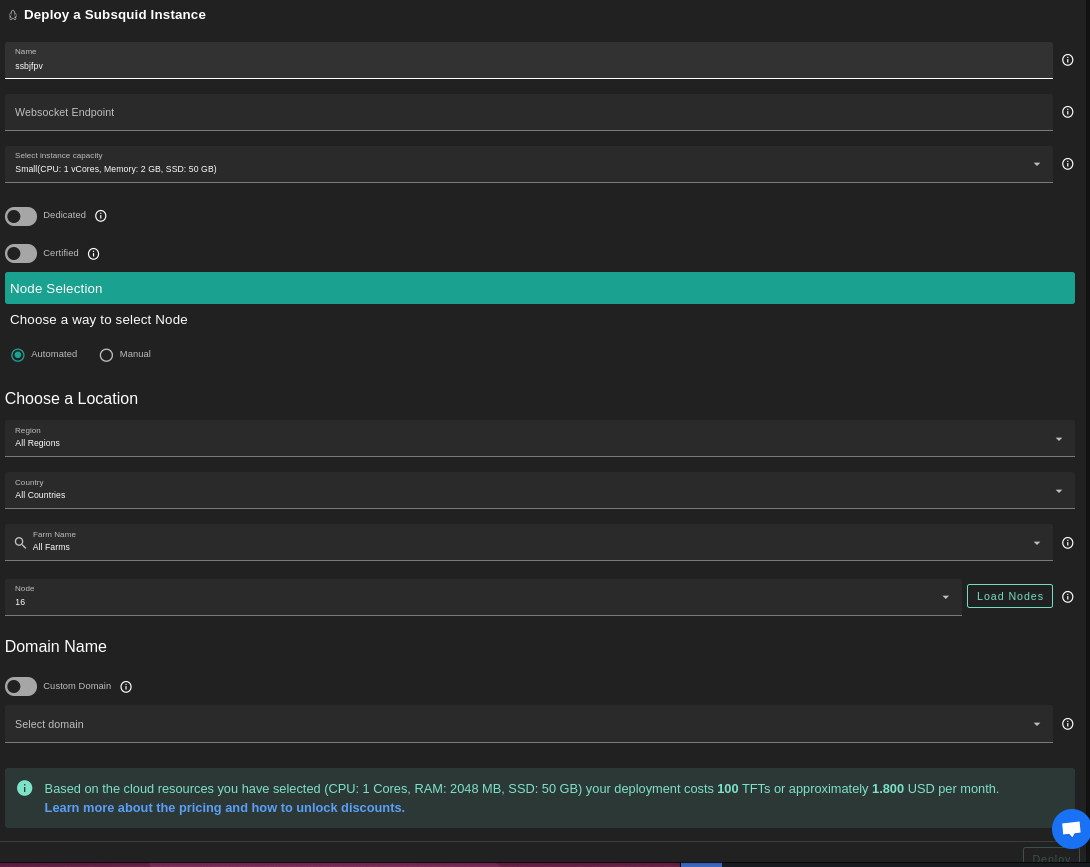 Deploy a Subsquid Instance
Name
ssbjfpv
Websocket Endpoint
Select instance capacity
Small(CPU: 1 vCores, Memory: 2 GB, SSD: 50 GB)
Dedicated
Certified
Node Selection
Choose a way to select Node
Automated Manual
Choose a Location
Region
All Regions
Country
All Countries
Farm Name
All Farms
Node
16
Load Nodes
Domain Name
Custom Domain
Select domain
Based on the cloud resources you have selected (CPU: 1 Cores, RAM: 2048 MB, SSD: 50 GB) your deployment costs 100 TFTs or approximately 1.800 USD per month.
Learn more about the pricing and how to unlock discounts.
Deploy